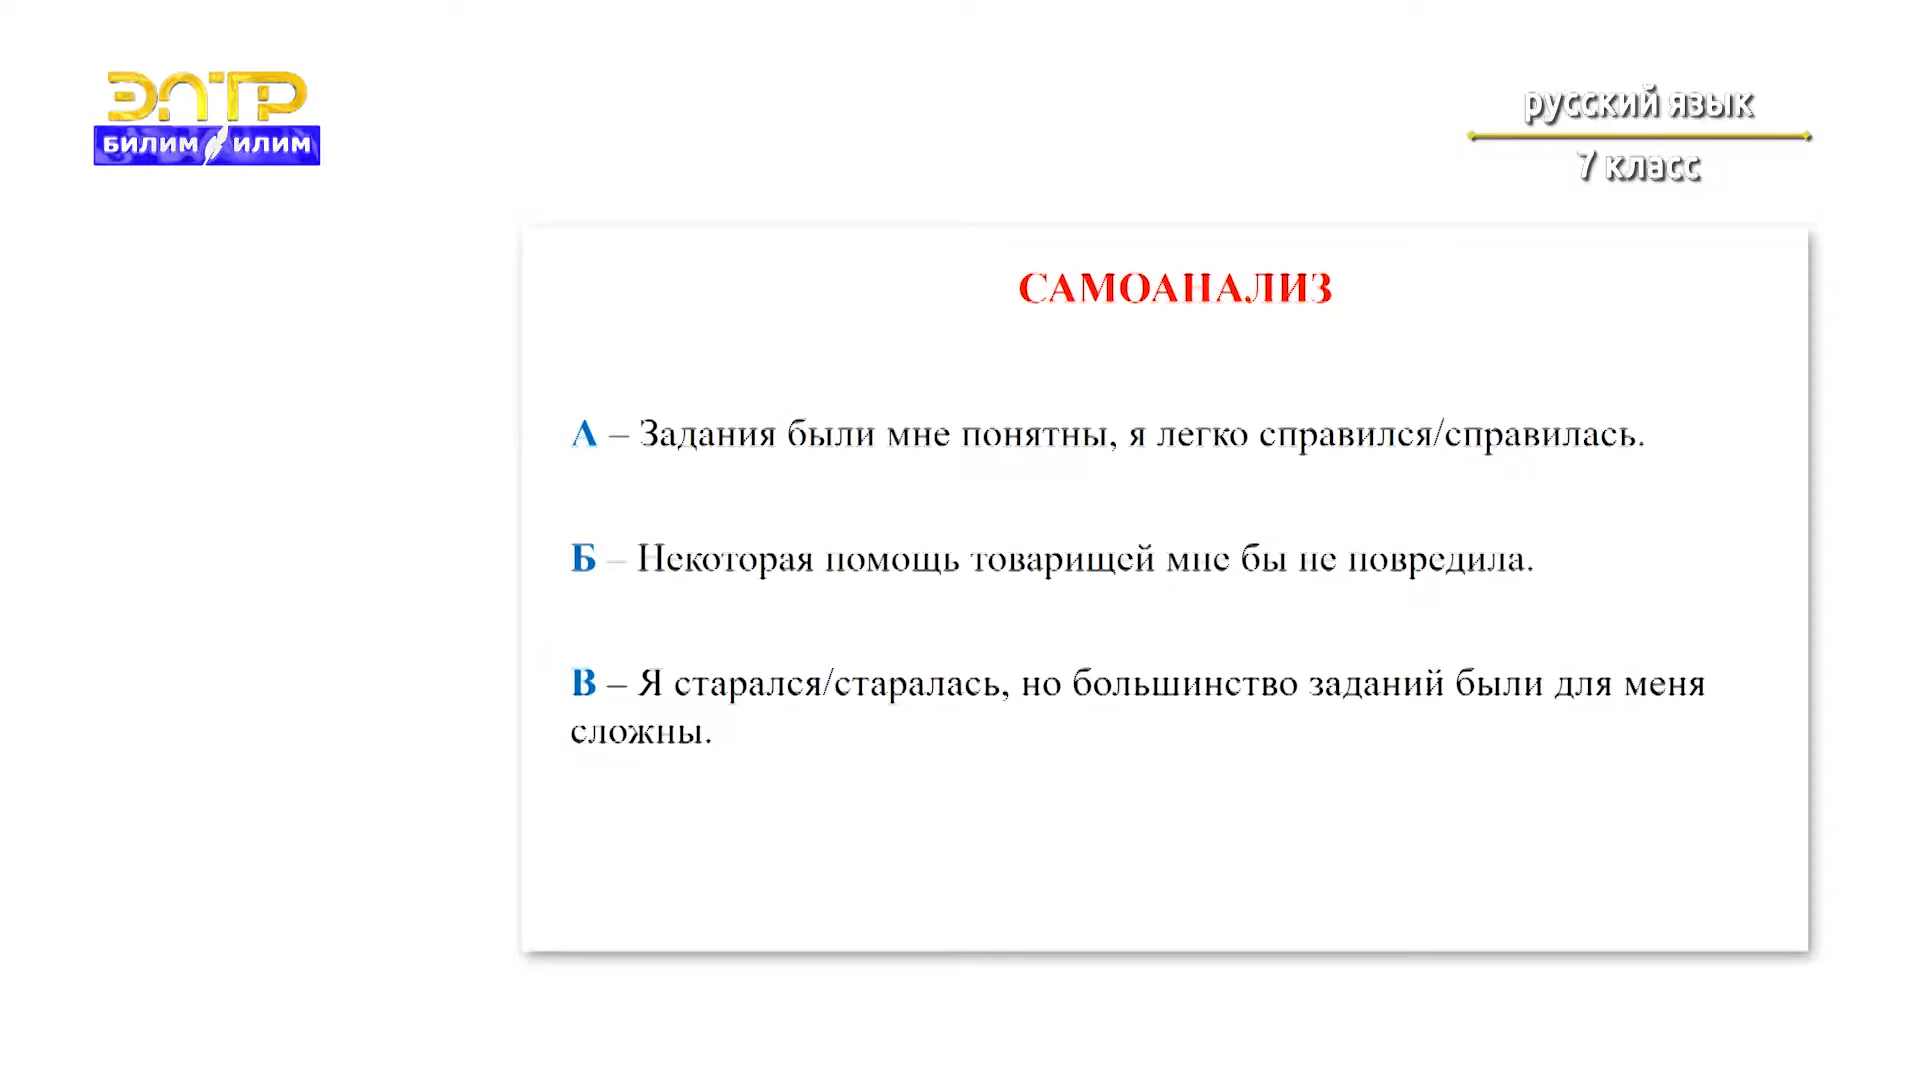 ЭЛТР
БИЛИМ ИЛИМ
русский язык
7 класс
САМОАНАЛИЗ
А – Задания были мне понятны, я легко справился/справилась.
Б – Некоторая помощь товарищей мне бы не повредила.
В – Я старался/старалась, но большинство заданий были для меня
сложны.